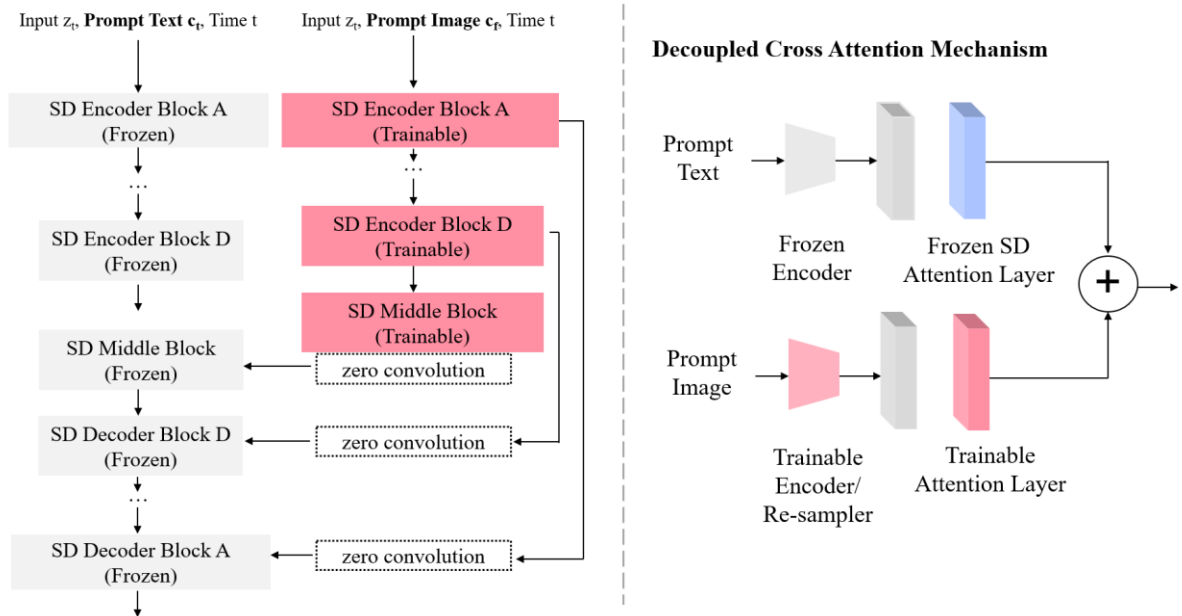 Input zₜ, Prompt Text cₜ, Time t
SD Encoder Block A
(Frozen)
...
SD Encoder Block D
(Frozen)
SD Middle Block
(Frozen)
SD Decoder Block D
(Frozen)
...
SD Decoder Block A
(Frozen)
Input zₜ, Prompt Image c_f, Time t
SD Encoder Block A
(Trainable)
...
SD Encoder Block D
(Trainable)
SD Middle Block
(Trainable)
zero convolution
zero convolution
zero convolution
Decoupled Cross Attention Mechanism
Prompt
Text
Frozen
Encoder
Frozen SD
Attention Layer
+
Prompt
Image
Trainable
Encoder/
Re-sampler
Trainable
Attention Layer